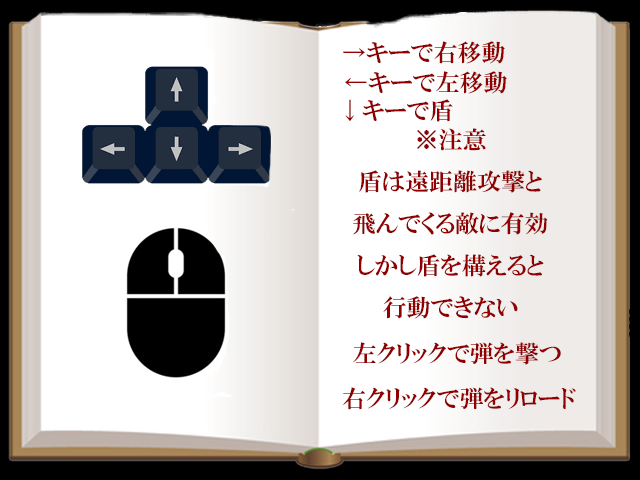 →キーで右移動
←キーで左移動
↓キーで盾
※注意
盾は遠距離攻撃と
飛んでくる敵に有効
しかし盾を構えると
行動できない
左クリックで弾を撃つ
右クリックで弾をリロード